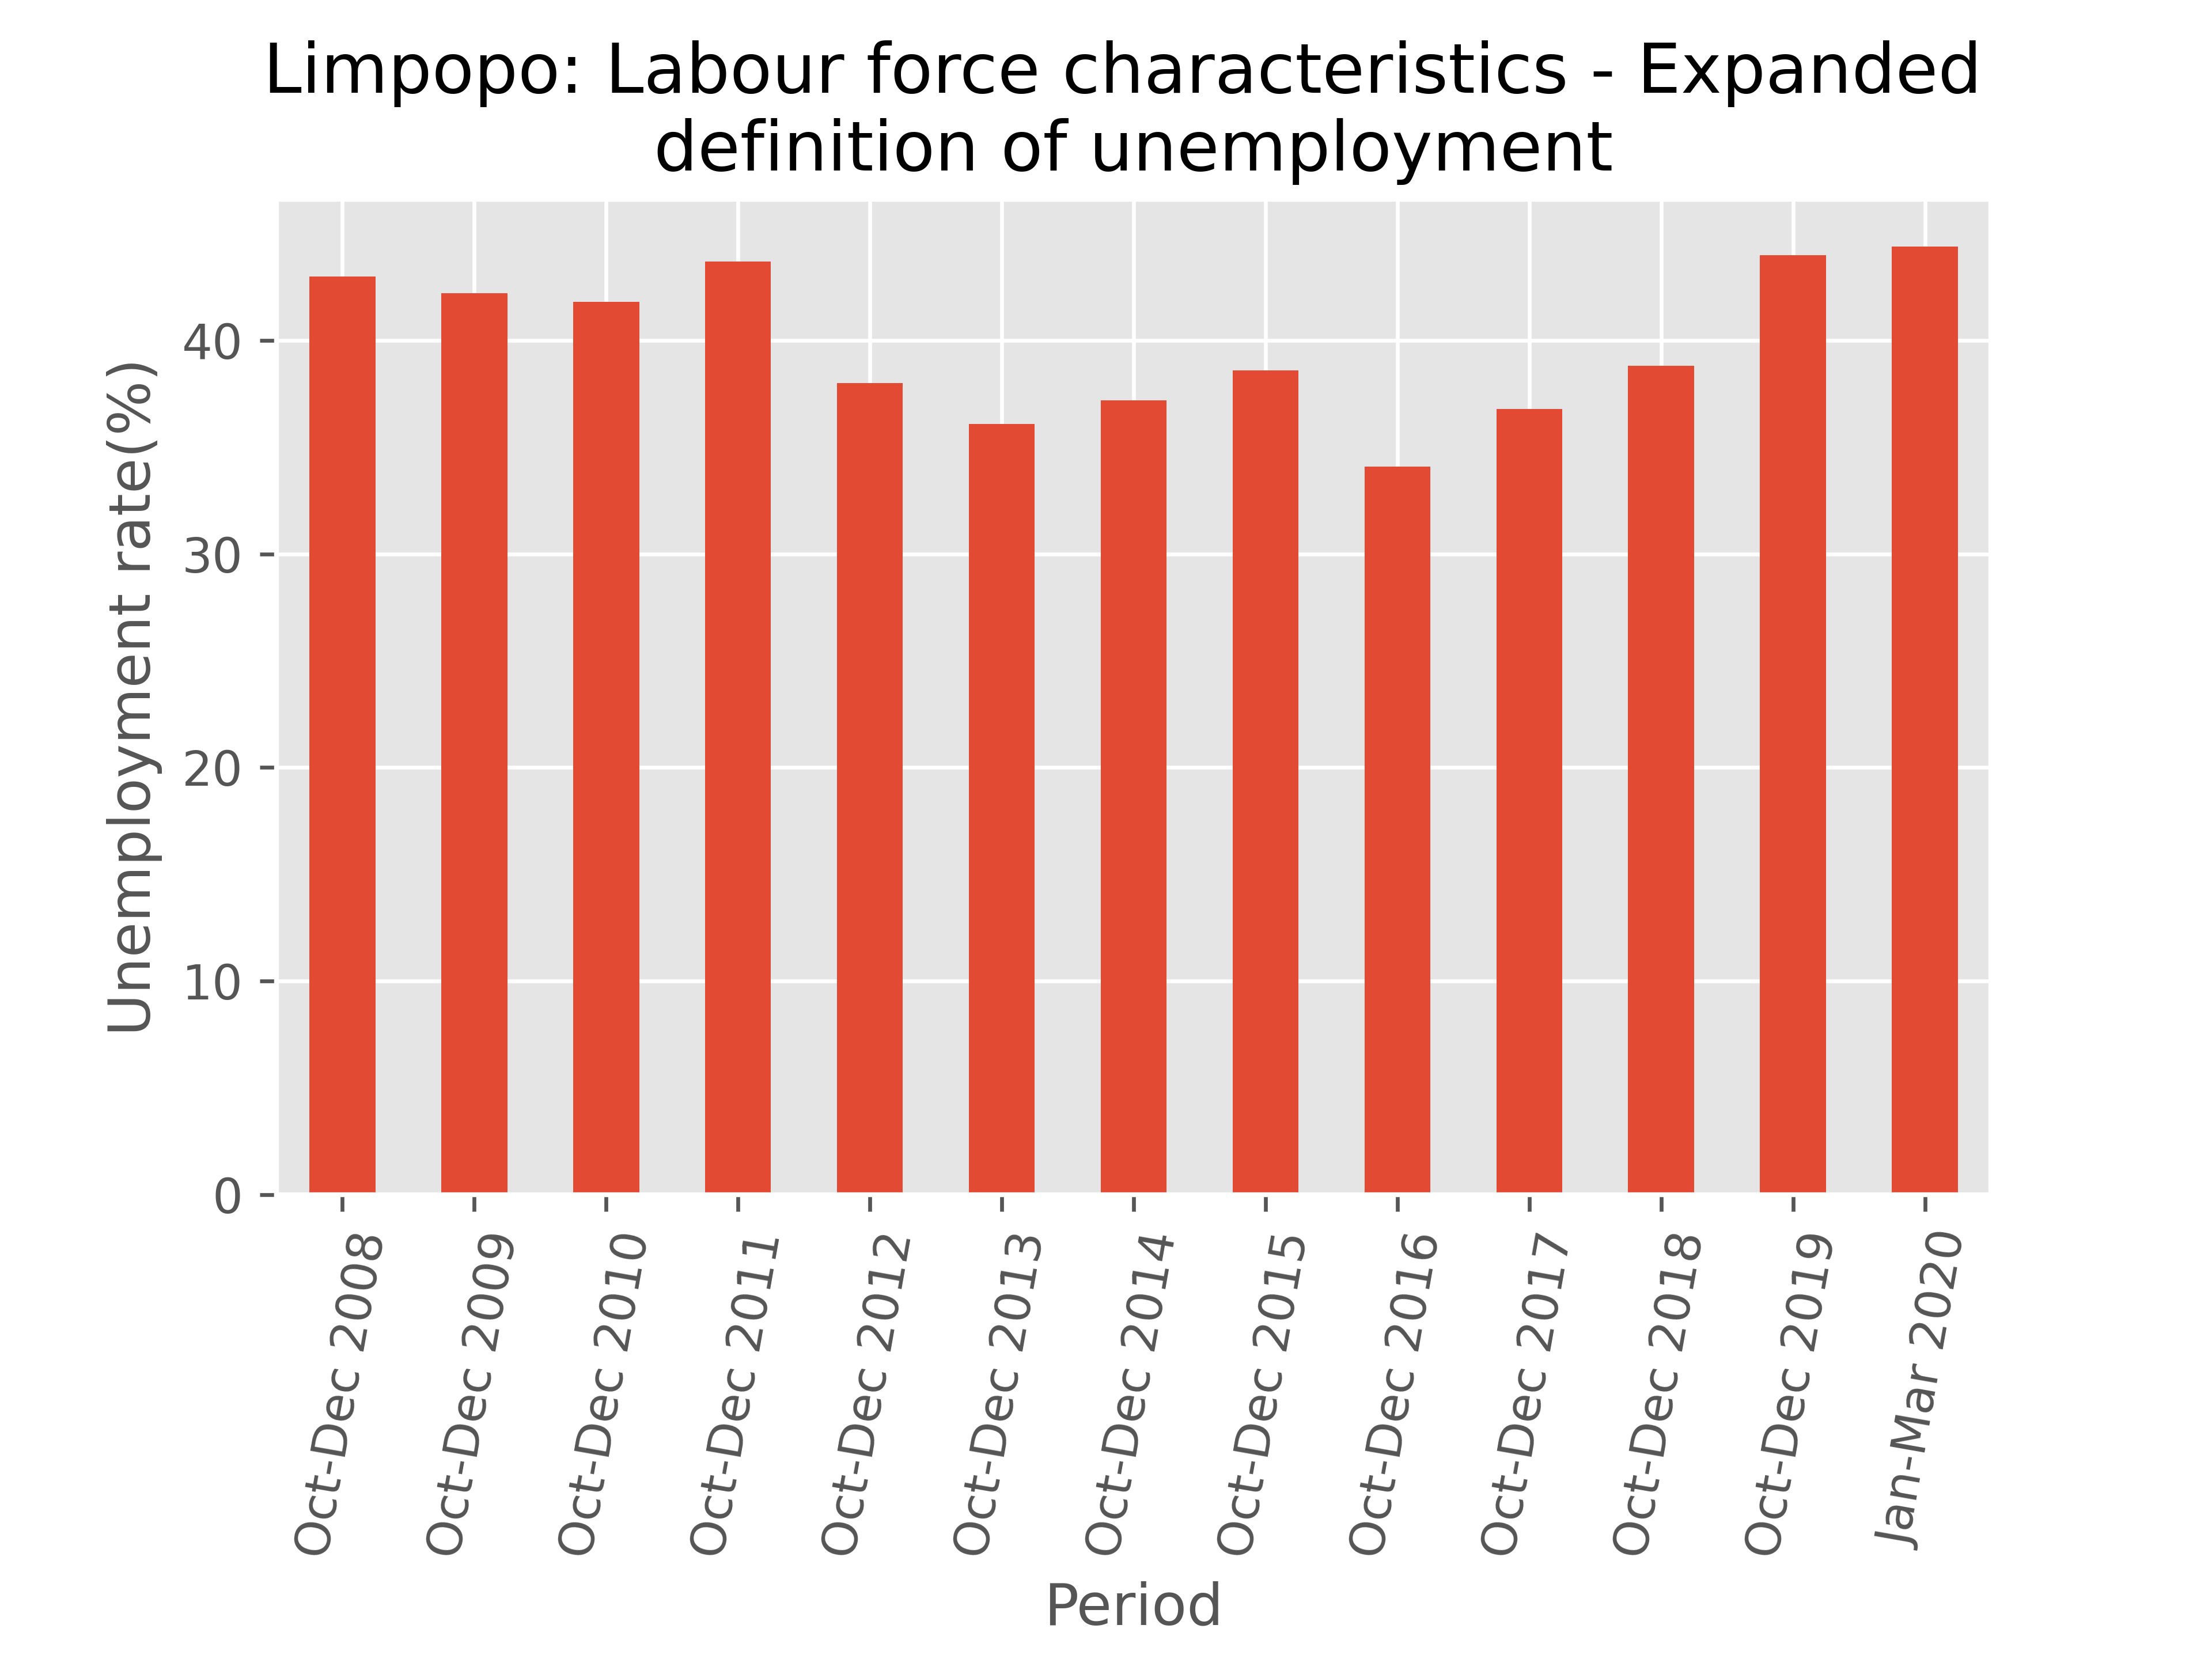 Limpopo: Labour force characteristics - Expanded
definition of unemployment
Unemployment rate(%)
40
30
20
10
0
Oct-Dec 2008
Oct-Dec 2009
Oct-Dec 2010
Oct-Dec 2011
Oct-Dec 2012
Oct-Dec 2013
Oct-Dec 2014
Oct-Dec 2015
Oct-Dec 2016
Oct-Dec 2017
Oct-Dec 2018
Oct-Dec 2019
Jan-Mar 2020
Period